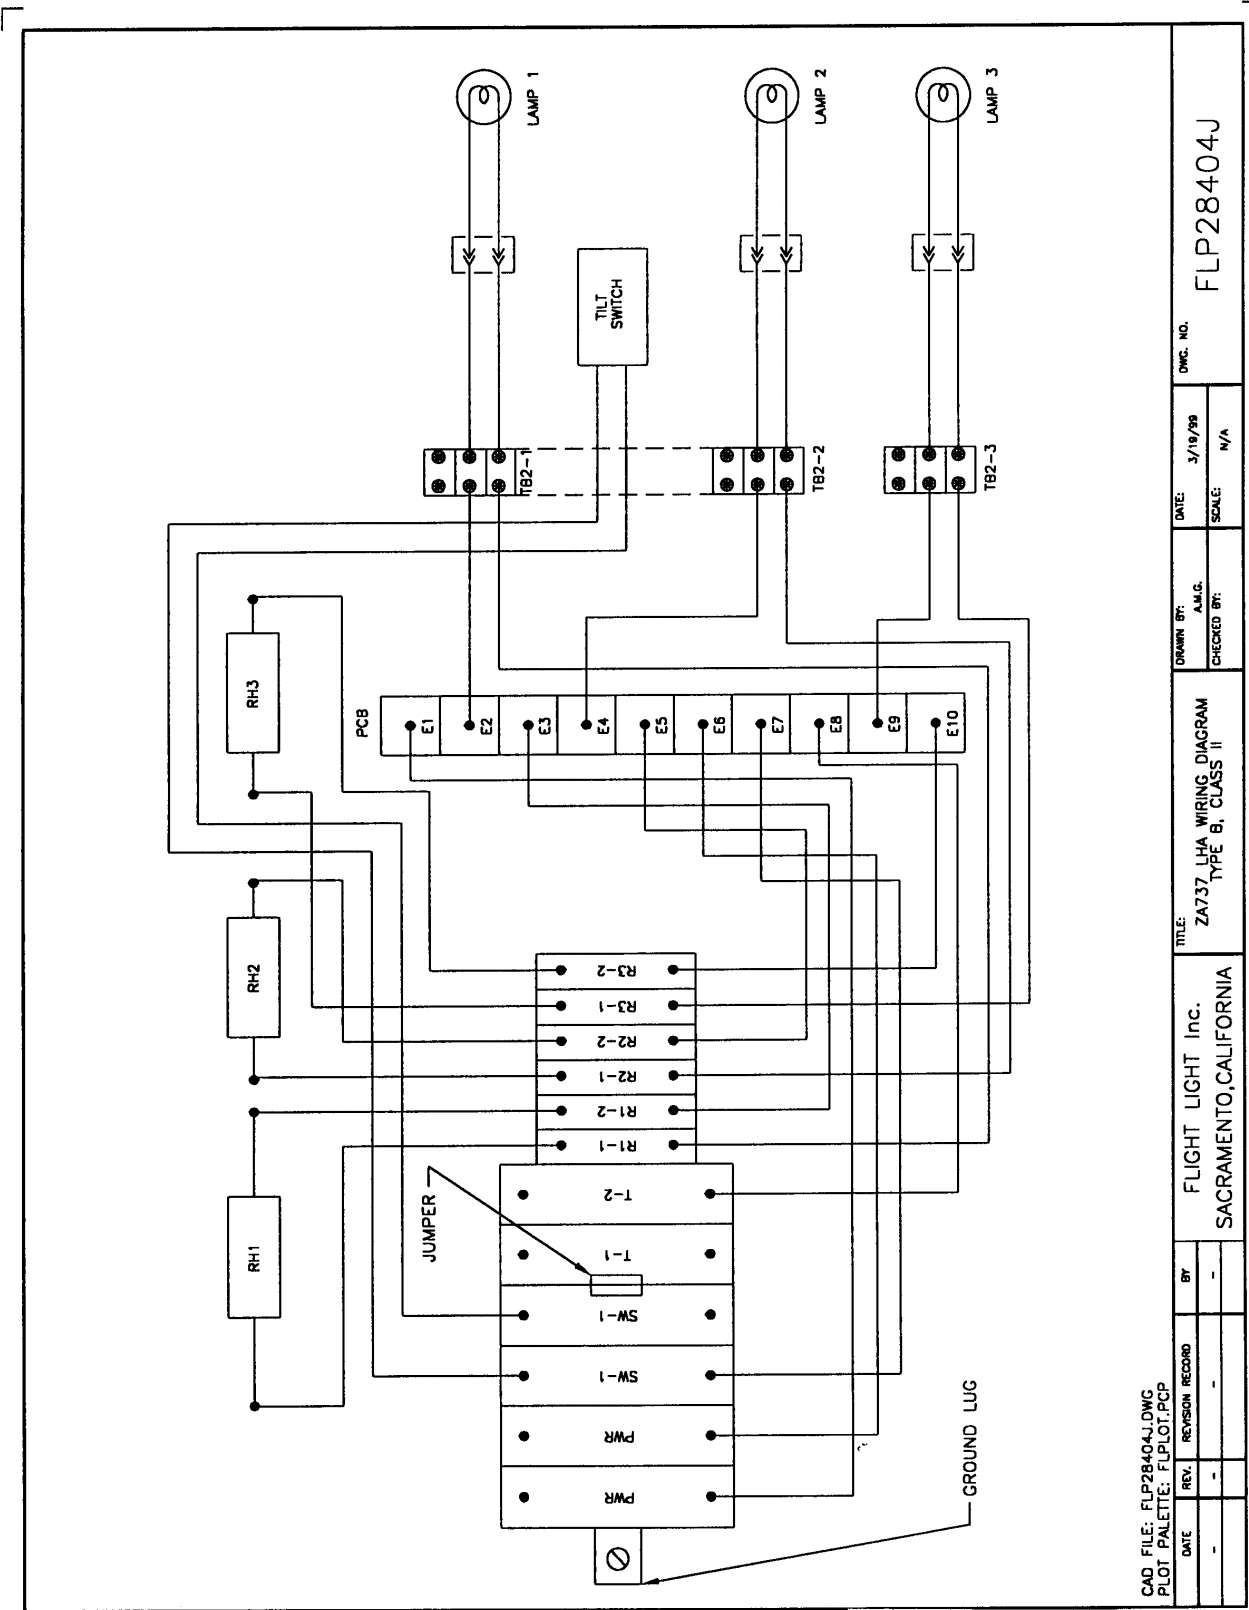 LAMP 1
LAMP 2
LAMP 3
TILT
SWITCH
TB2-1
TB2-2
TB2-3
RH3
RH2
RH1
PCB
E1
E2
E3
E4
E5
E6
E7
E8
E9
E10
R3-2
R3-1
R2-2
R2-1
R1-2
R1-1
T-2
T-1
SW-1
SW-1
PWR
PWR
JUMPER
GROUND LUG
CAD FILE: FLP28404J.DWG
PLOT PALETTE: FLPLOT.PCP
DATE
REV.
REVISION RECORD
BY
-
-
-
-
FLIGHT LIGHT Inc.
SACRAMENTO,CALIFORNIA
TITLE:
ZA737 LHA WIRING DIAGRAM
TYPE B, CLASS II
DRAWN BY:
A.M.G.
CHECKED BY:
DATE:
3/19/99
SCALE:
N/A
DWG. NO.
FLP28404J